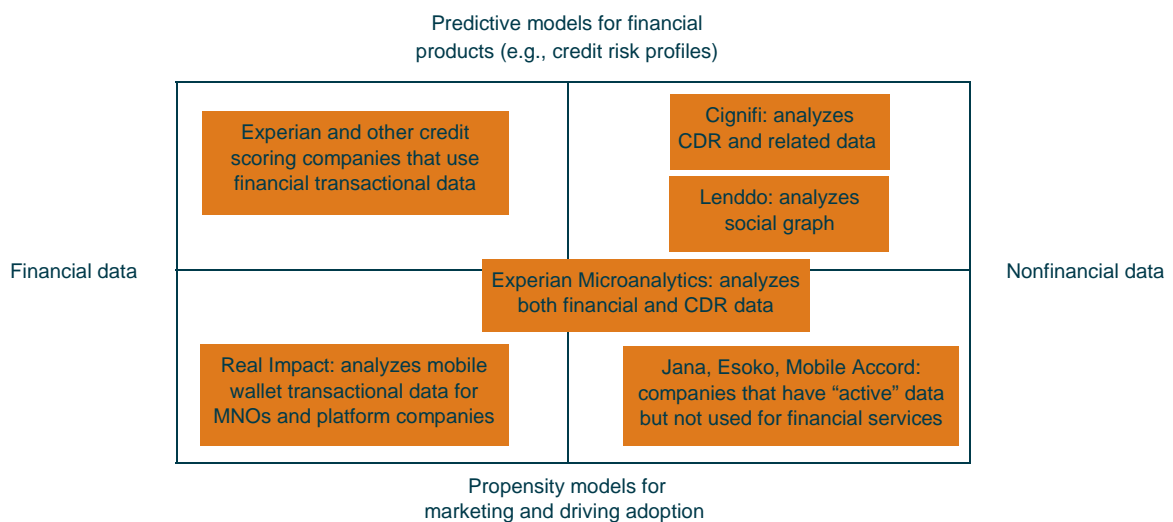 Predictive models for financial
products (e.g., credit risk profiles)
Experian and other credit
scoring companies that use
financial transactional data
Cignifi: analyzes
CDR and related data
Lenddo: analyzes
social graph
Financial data
Nonfinancial data
Experian Microanalytics: analyzes
both financial and CDR data
Real Impact: analyzes mobile
wallet transactional data for
MNOs and platform companies
Jana, Esoko, Mobile Accord:
companies that have “active” data
but not used for financial services
Propensity models for
marketing and driving adoption